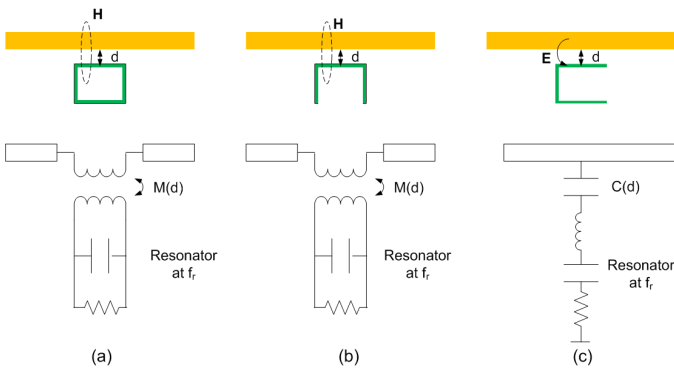 H
d
H
d
E
d
M(d)
M(d)
C(d)
Resonator
at fr
Resonator
at fr
Resonator
at fr
(a)
(b)
(c)